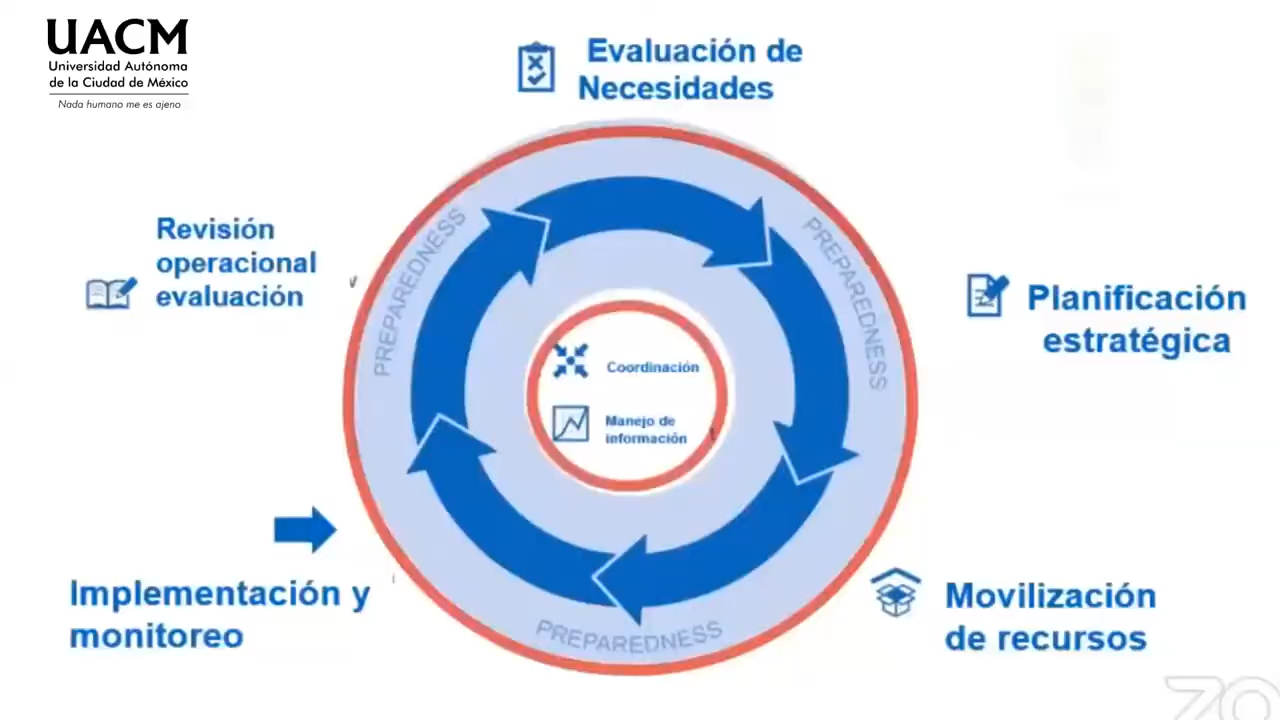 UACM
Universidad Autónoma
de la Ciudad de México
Nada humano me es ajeno
Evaluación de
Necesidades
Revisión
operacional
evaluación
PREPAREDNESS
PREPAREDNESS
Planificación
estratégica
Coordinación
Manejo de
información
Implementación y
monitoreo
PREPAREDNESS
Movilización
de recursos